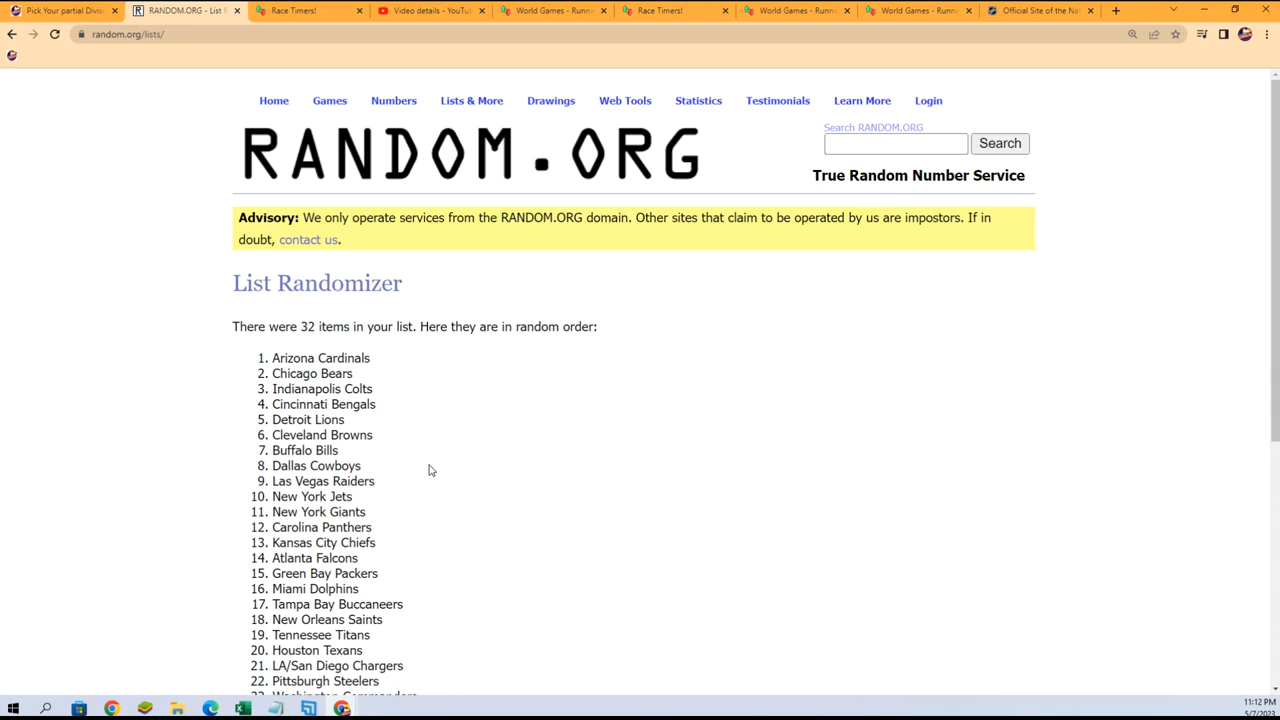 Pick Your partial Divis
RANDOM.ORG - List R
Race Timers!
Video details - YouTu
World Games - Runn
Race Timers!
World Games - Runn
World Games - Runn
Official Site of the Na
random.org/lists/
Home Games Numbers Lists & More Drawings Web Tools Statistics Testimonials Learn More Login
Search RANDOM.ORG
RANDOM.ORG
Search
True Random Number Service
Advisory: We only operate services from the RANDOM.ORG domain. Other sites that claim to be operated by us are impostors. If in
doubt, contact us.
List Randomizer
There were 32 items in your list. Here they are in random order:
1. Arizona Cardinals
2. Chicago Bears
3. Indianapolis Colts
4. Cincinnati Bengals
5. Detroit Lions
6. Cleveland Browns
7. Buffalo Bills
8. Dallas Cowboys
9. Las Vegas Raiders
10. New York Jets
11. New York Giants
12. Carolina Panthers
13. Kansas City Chiefs
14. Atlanta Falcons
15. Green Bay Packers
16. Miami Dolphins
17. Tampa Bay Buccaneers
18. New Orleans Saints
19. Tennessee Titans
20. Houston Texans
21. LA/San Diego Chargers
22. Pittsburgh Steelers
23. Washington Commanders
11:12 PM
5/7/2023